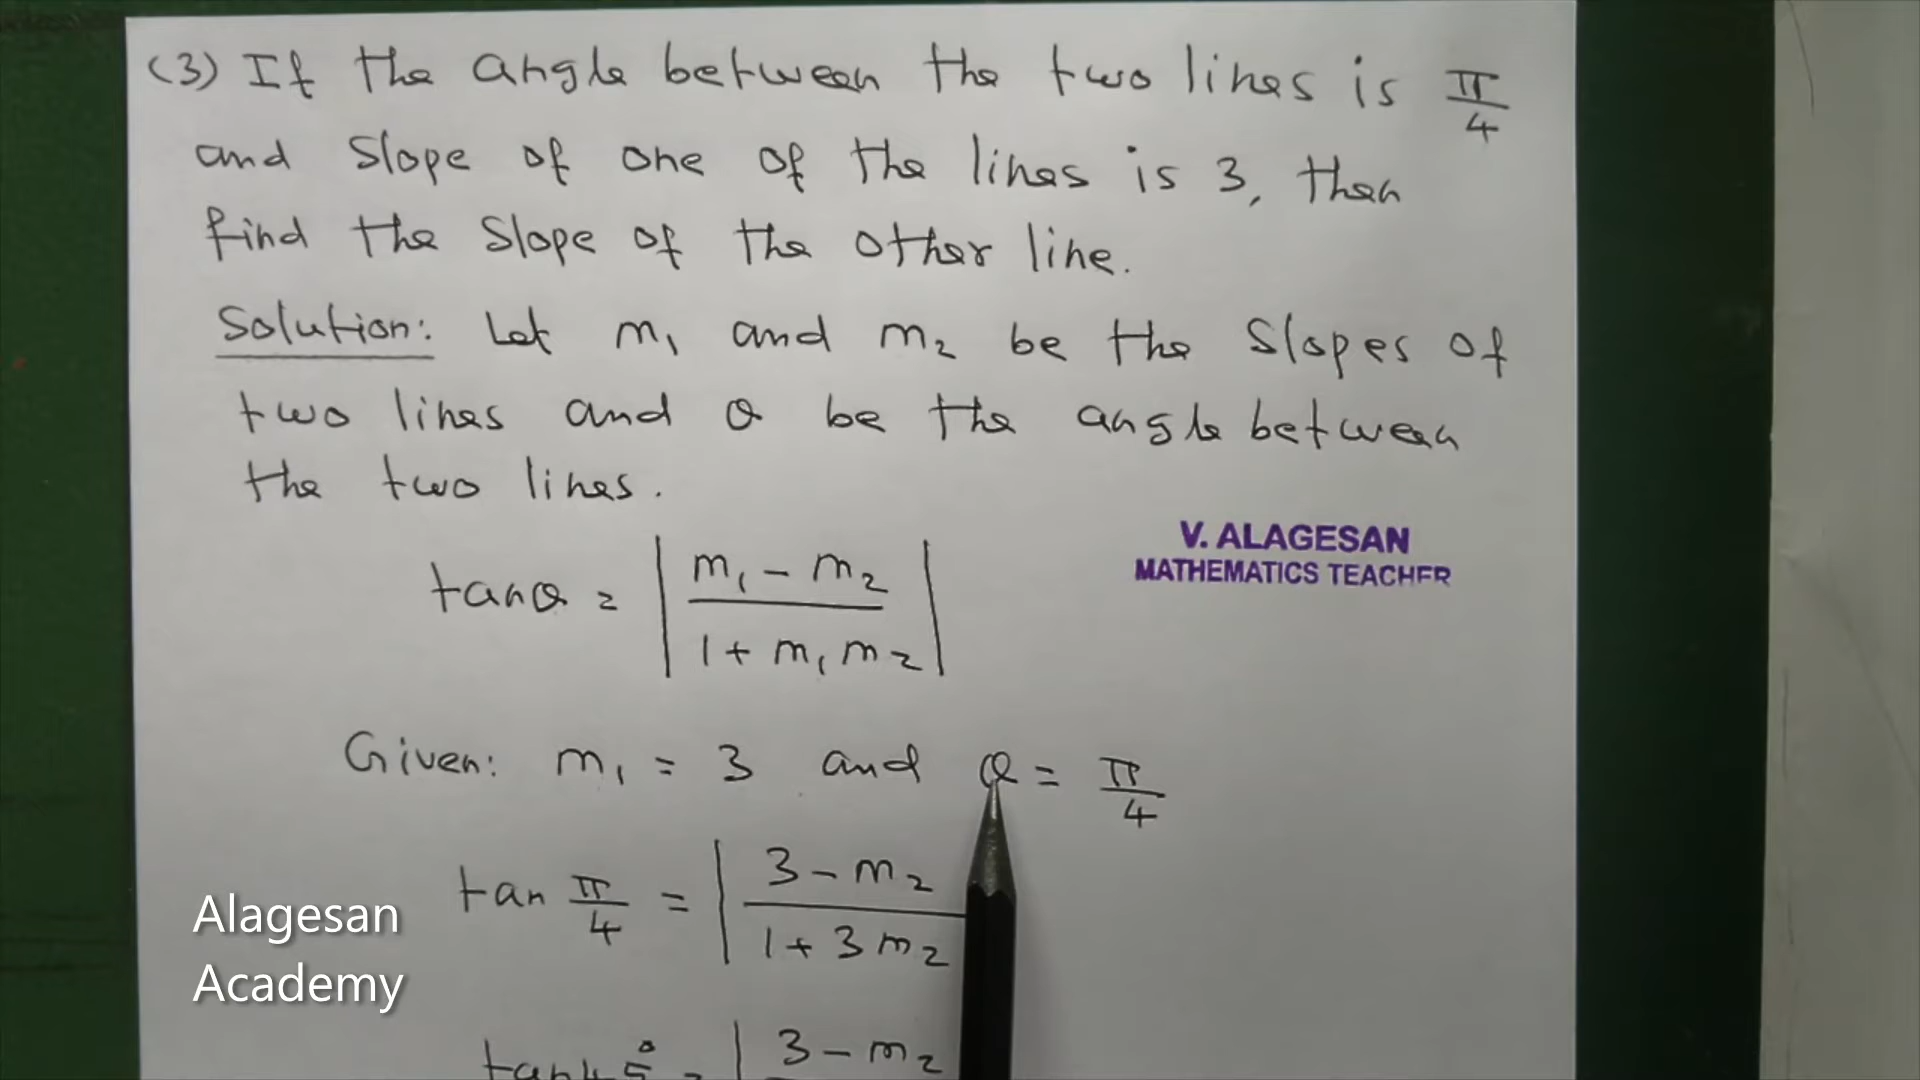 (3) If the angle between the two lines is π/4
and slope of one of the lines is 3, then
find the slope of the other line.
Solution: Let m₁ and m₂ be the slopes of
two lines and θ be the angle between
the two lines.
tanθ = | (m₁ - m₂) / (1 + m₁m₂) |
V. ALAGESAN
MATHEMATICS TEACHER
Given: m₁ = 3 and θ = π/4
tan π/4 = | (3 - m₂) / (1 + 3m₂)
Alagesan
Academy
tan45° = | 3 - m₂